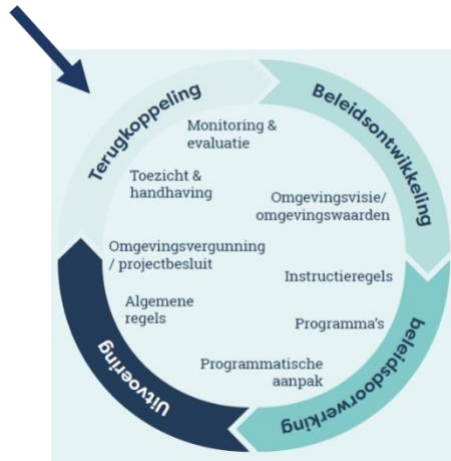 Terugkoppeling
Beleidsontwikkeling
beleidsdoorwerking
Uitvoering
Monitoring &
evaluatie
Toezicht &
handhaving
Omgevingsvisie/
omgevingswaarden
Omgevingsvergunning
/ projectbesluit
Instructieregels
Algemene
regels
Programma's
Programmatische
aanpak